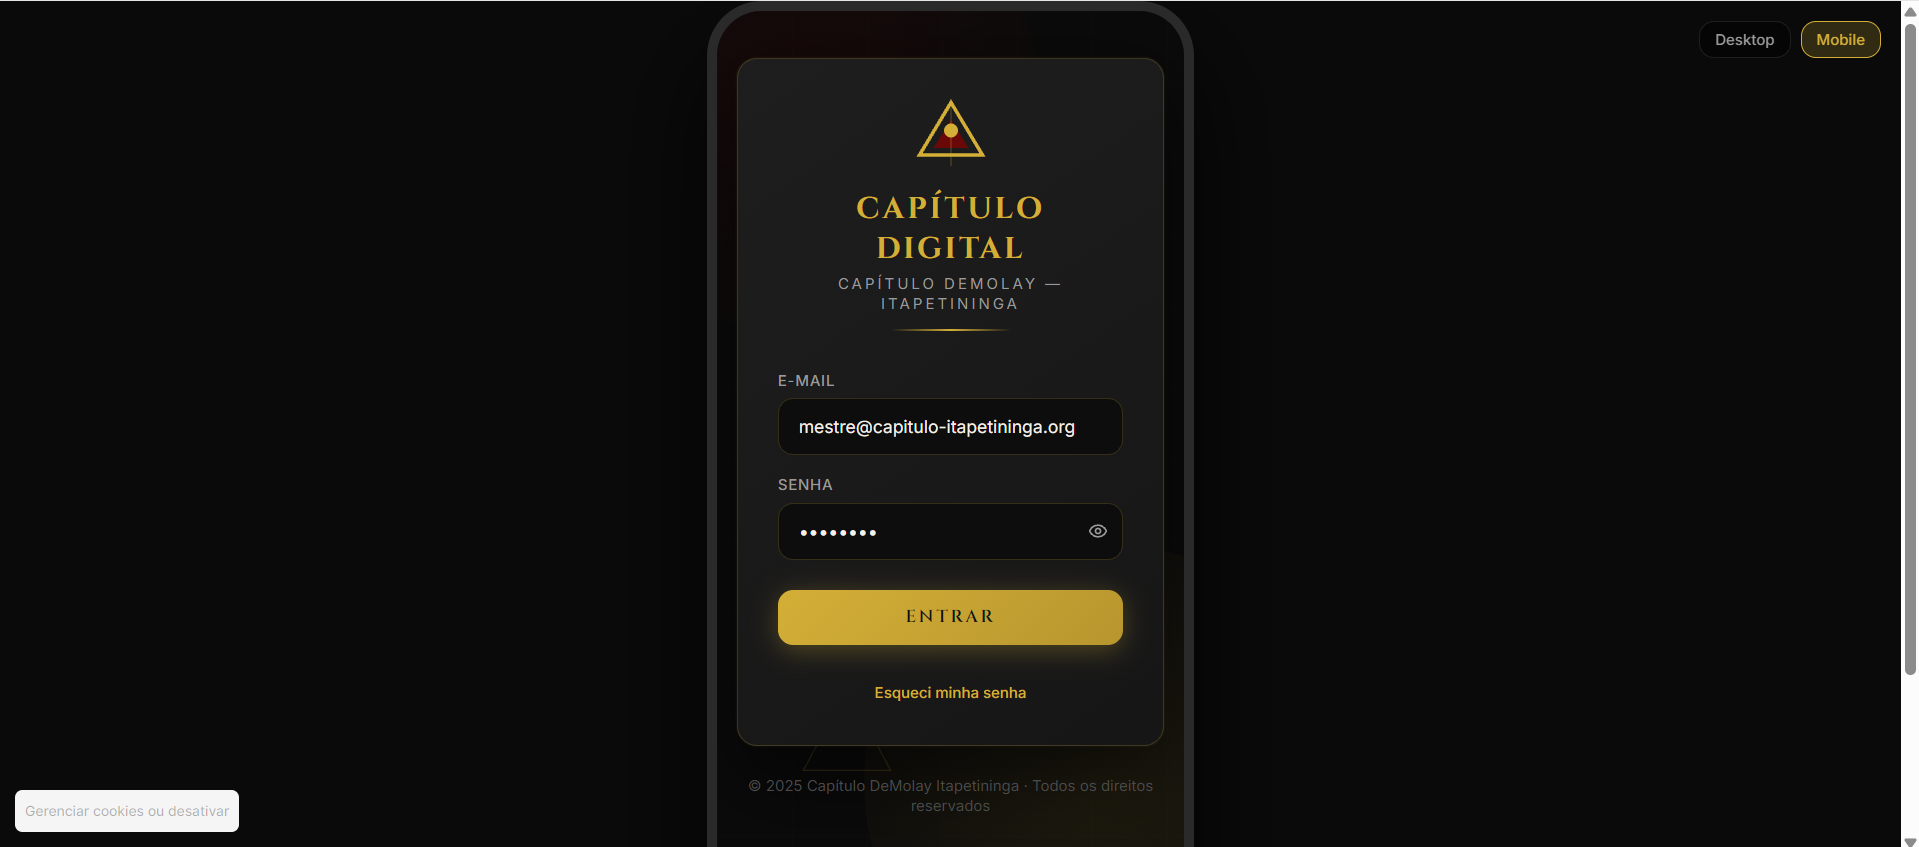 Desktop
Mobile
CAPÍTULO
DIGITAL
CAPÍTULO DEMOLAY —
ITAPETININGA
E-MAIL
mestre@capitulo-itapetininga.org
SENHA
••••••••
ENTRAR
Esqueci minha senha
© 2025 Capítulo DeMolay Itapetininga · Todos os direitos
reservados
Gerenciar cookies ou desativar